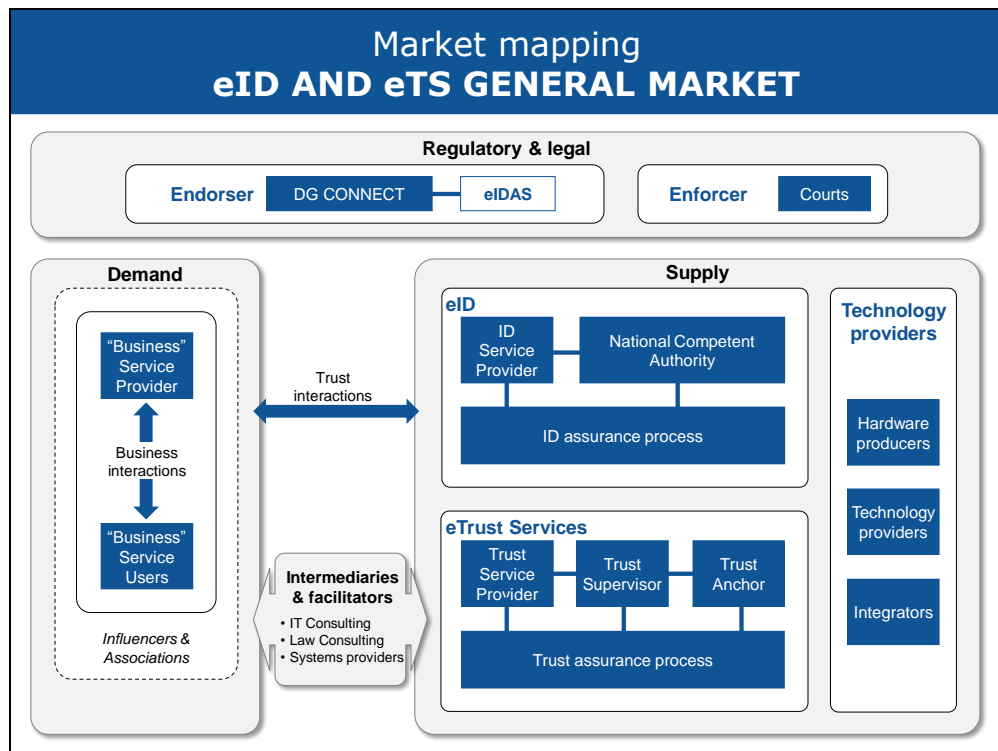 Market mapping
eID AND eTS GENERAL MARKET
Regulatory & legal
Endorser
DG CONNECT
eIDAS
Enforcer
Courts
Demand
“Business”
Service
Provider
Business
interactions
“Business”
Service
Users
Influencers &
Associations
Trust
interactions
Intermediaries
& facilitators
• IT Consulting
• Law Consulting
• Systems providers
Supply
eID
ID
Service
Provider
National Competent
Authority
ID assurance process
eTrust Services
Trust
Service
Provider
Trust
Supervisor
Trust
Anchor
Trust assurance process
Technology
providers
Hardware
producers
Technology
providers
Integrators